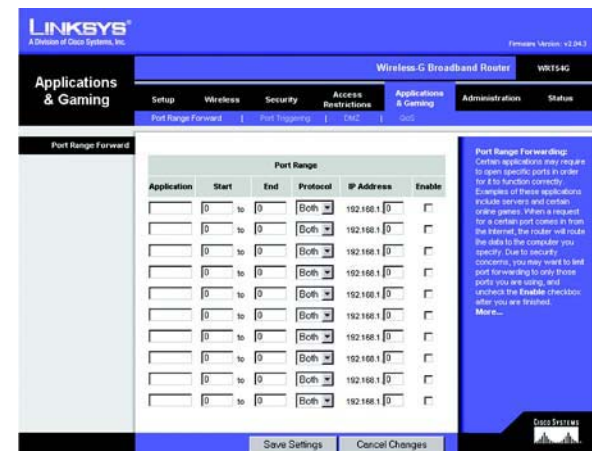 LINKSYS®
A Division of Cisco Systems, Inc.
Firmware Version: v2.04.3
Wireless-G Broadband Router WRT54G
Applications & Gaming
Setup Wireless Security Access Restrictions Applications & Gaming Administration Status
Port Range Forward | Port Triggering | DMZ | QoS
Port Range Forward
Port Range
Application Start End Protocol IP Address Enable
0 to 0 Both 192.168.1.0
0 to 0 Both 192.168.1.0
0 to 0 Both 192.168.1.0
0 to 0 Both 192.168.1.0
0 to 0 Both 192.168.1.0
0 to 0 Both 192.168.1.0
0 to 0 Both 192.168.1.0
0 to 0 Both 192.168.1.0
0 to 0 Both 192.168.1.0
0 to 0 Both 192.168.1.0
Port Range Forwarding:
Certain applications may require
to open specific ports in order
for it to function correctly.
Examples of these applications
include servers and certain
online games. When a request
for a certain port comes in from
the Internet, the router will route
the data to the computer you
specify. Due to security
concerns, you may want to limit
port forwarding to only those
ports you are using, and
uncheck the Enable checkbox
after you are finished.
More...
Save Settings Cancel Changes
CISCO SYSTEMS